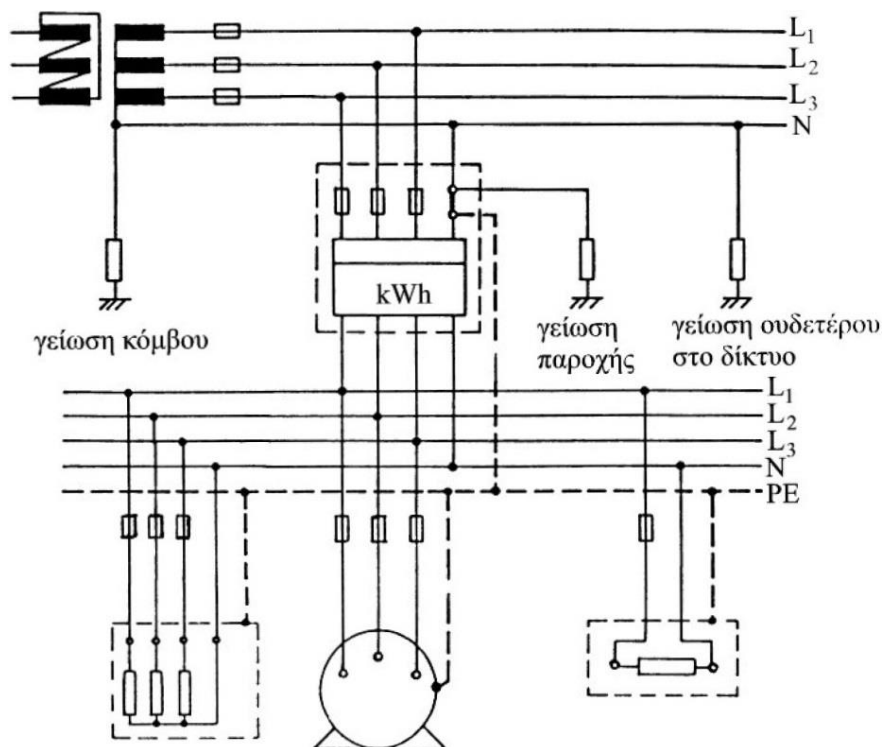 L₁
L₂
L₃
N
kWh
γείωση κόμβου
γείωση
παροχής
γείωση ουδετέρου
στο δίκτυο
L₁
L₂
L₃
N
PE